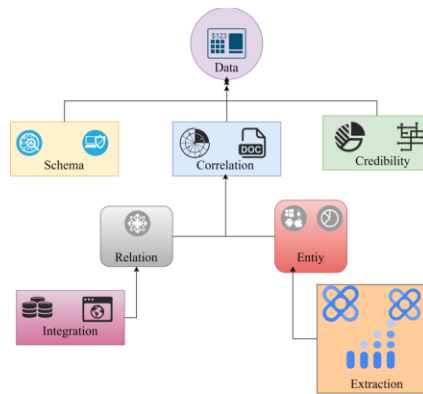 $123
Data
Schema
DOC
Correlation
Credibility
Relation
Entiy
Integration
Extraction